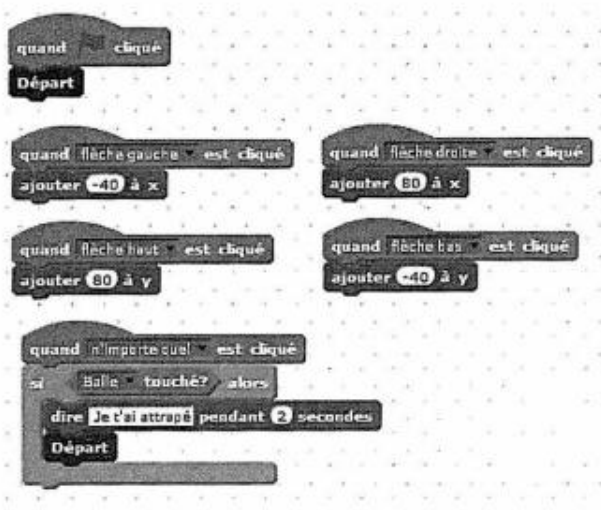 quand cliqué
Départ
quand flèche gauche est cliqué
ajouter -40 à x
quand flèche droite est cliqué
ajouter 80 à x
quand flèche haut est cliqué
ajouter 80 à y
quand flèche bas est cliqué
ajouter -40 à y
quand n'importe quel est cliqué
si Balle touché? alors
dire Je t'ai attrapé pendant 2 secondes
Départ